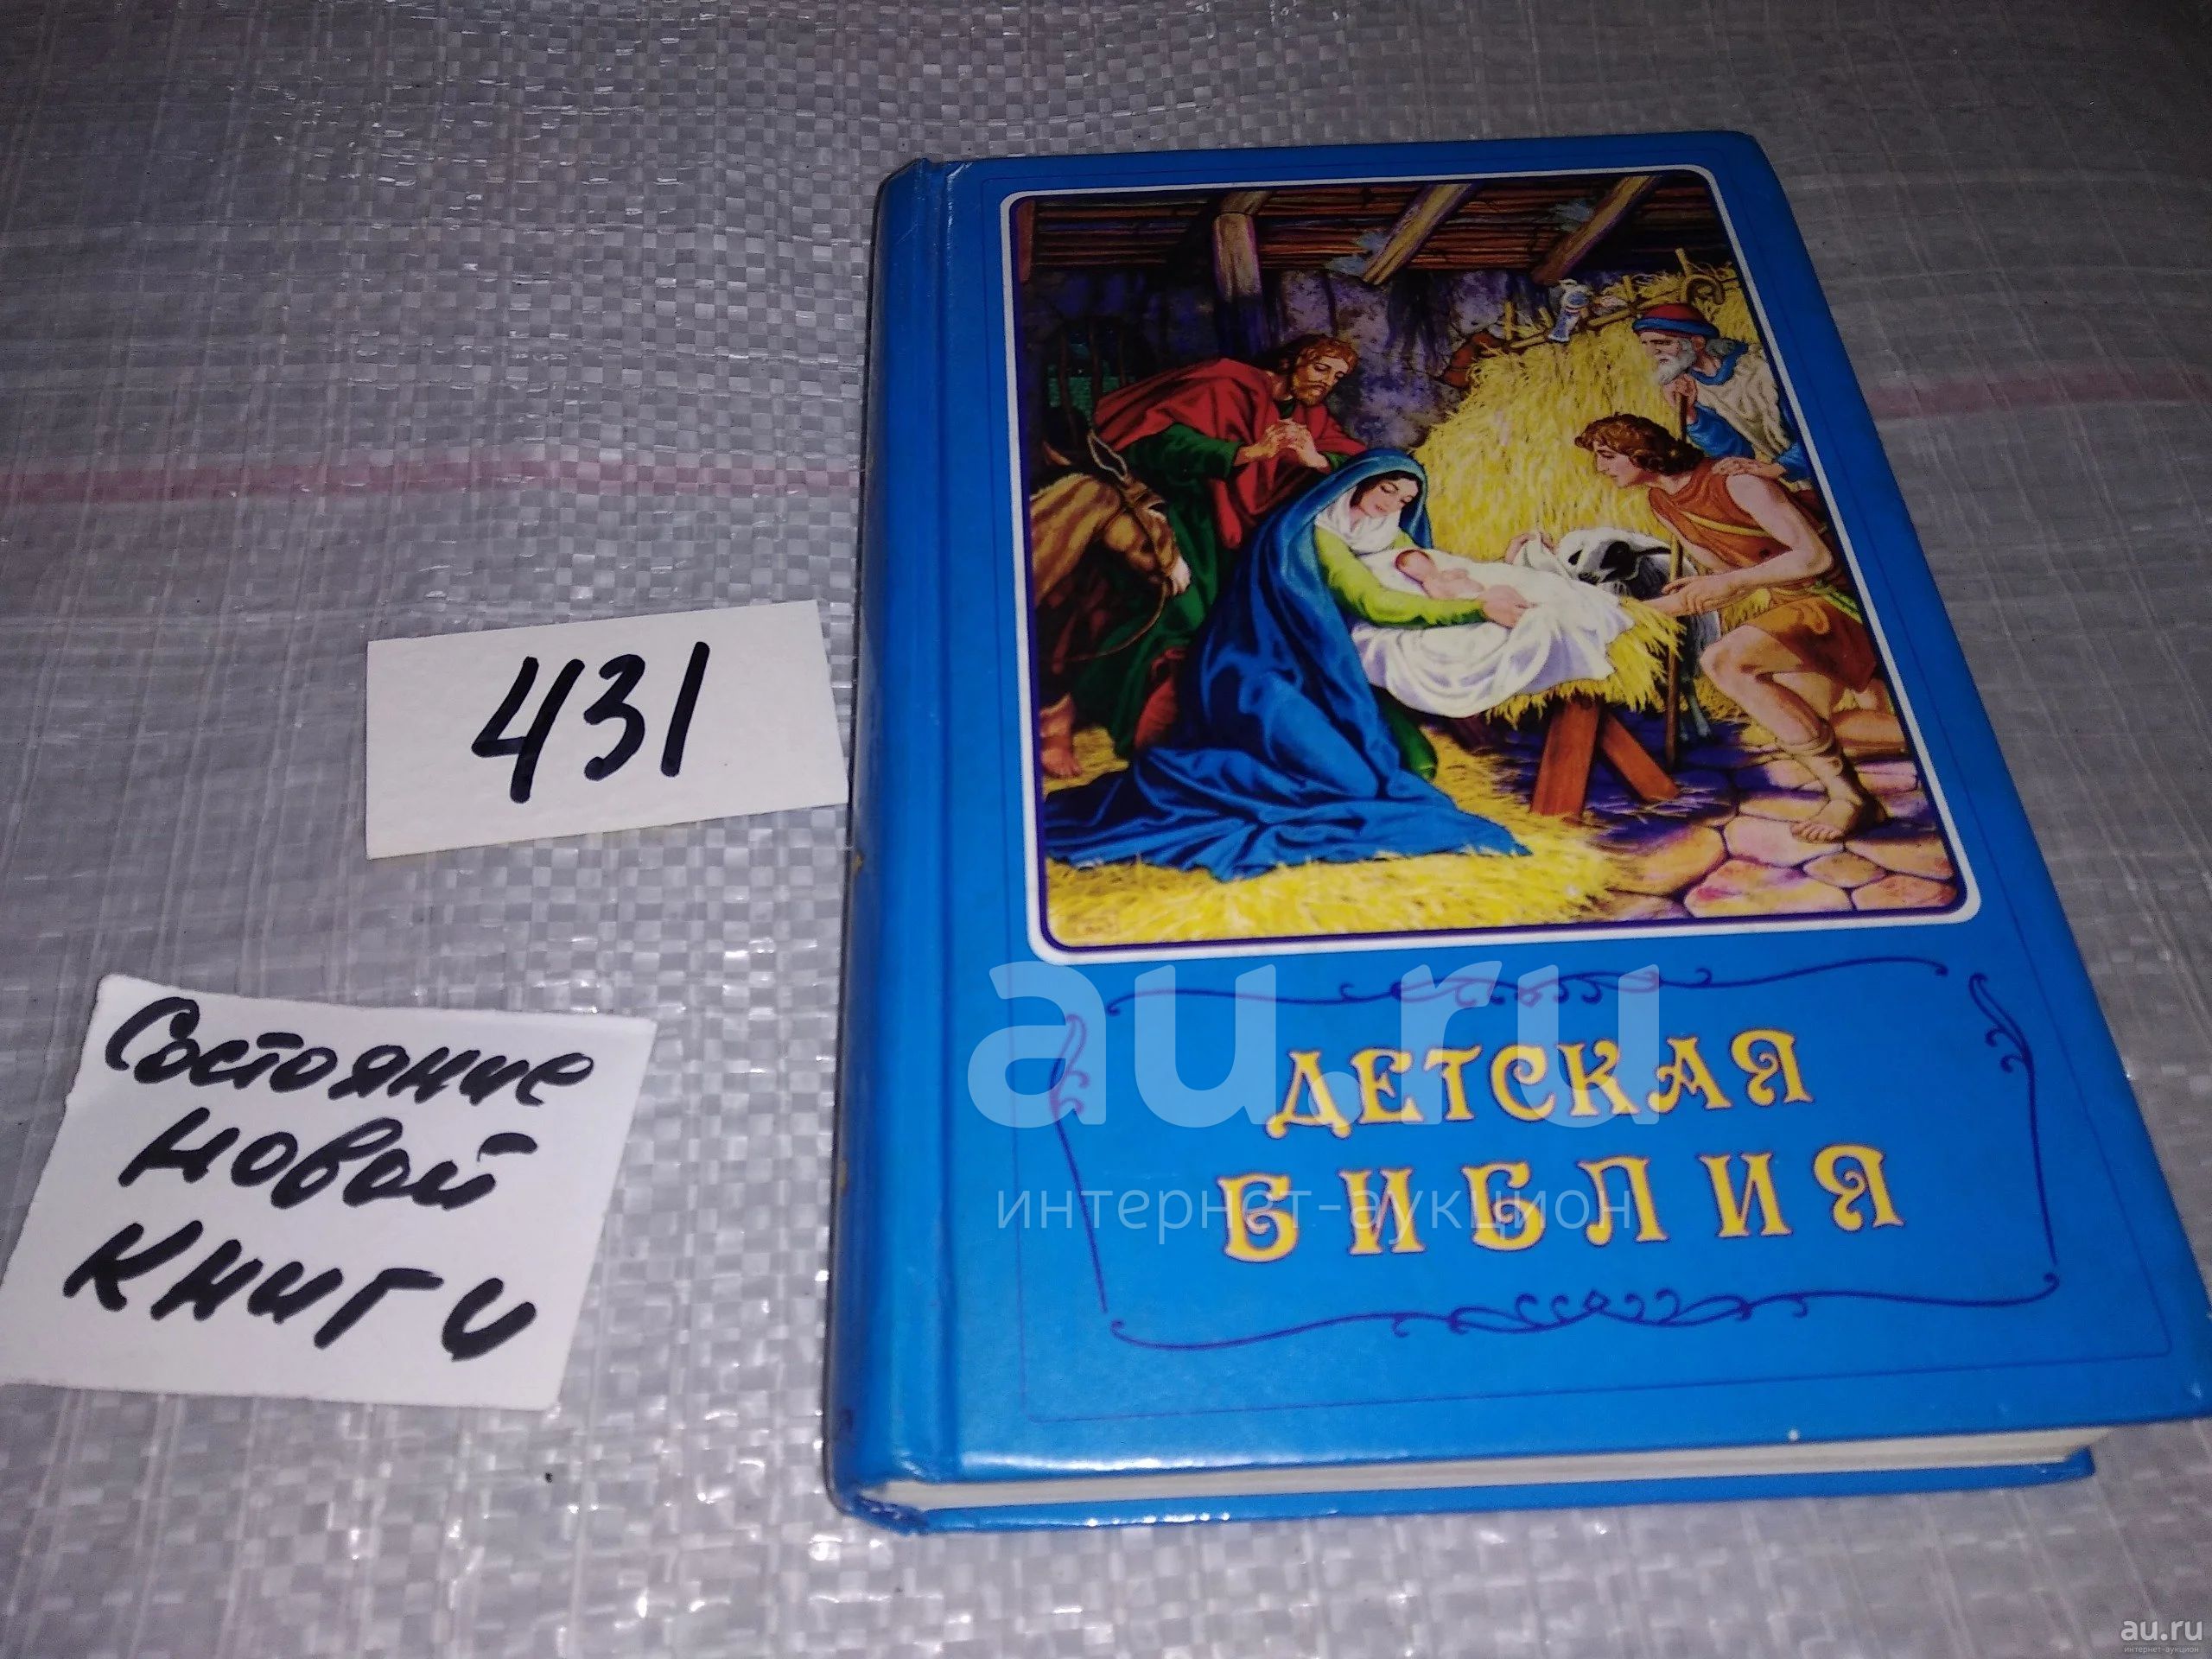 431
Состояние
новой
книги
ДЕТСКАЯ
БИБЛИЯ
au.ru
интернет-аукцион
au.ru
интернет-аукцион